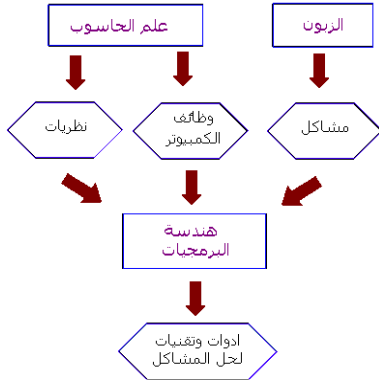 الزبون
علم الحاسوب
مشاكل
وظائف
الكمبيوتر
نظريات
هندسة
البرمجيات
ادوات وتقنيات
لحل المشاكل